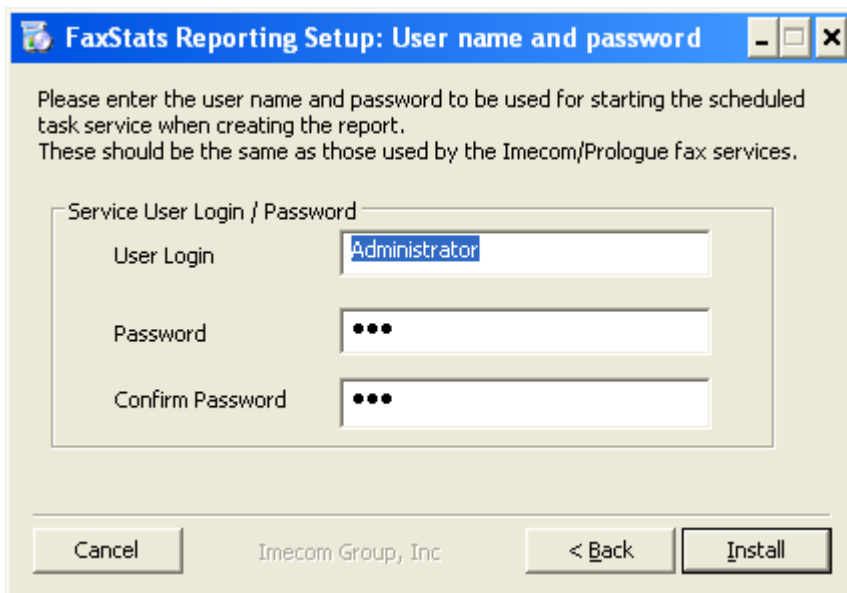 FaxStats Reporting Setup: User name and password
Please enter the user name and password to be used for starting the scheduled
task service when creating the report.
These should be the same as those used by the Imecom/Prologue fax services.
Service User Login / Password
User Login
Administrator
Password
●●●
Confirm Password
●●●
Cancel
Imecom Group, Inc
< Back
Install